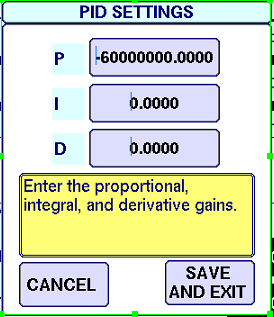 PID SETTINGS
P -60000000.0000
I 0.0000
D 0.0000
Enter the proportional,
integral, and derivative gains.
CANCEL
SAVE
AND EXIT